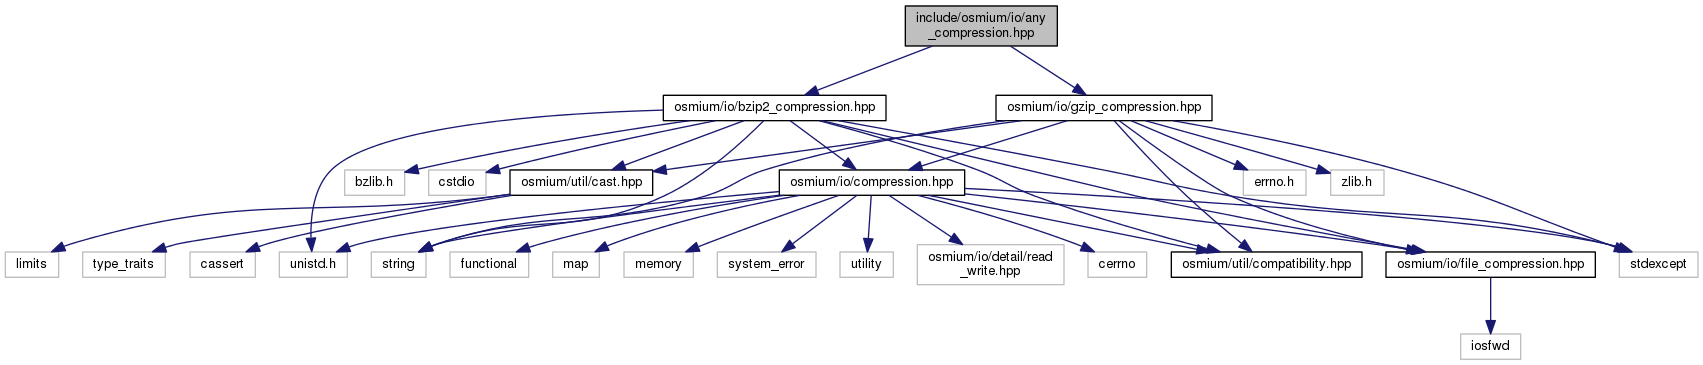 include/osmium/io/any
_compression.hpp
osmium/io/bzip2_compression.hpp
osmium/io/gzip_compression.hpp
bzlib.h
cstdio
osmium/util/cast.hpp
osmium/io/compression.hpp
errno.h
zlib.h
limits
type_traits
cassert
unistd.h
string
functional
map
memory
system_error
utility
osmium/io/detail/read
_write.hpp
cerrno
osmium/util/compatibility.hpp
osmium/io/file_compression.hpp
stdexcept
iosfwd